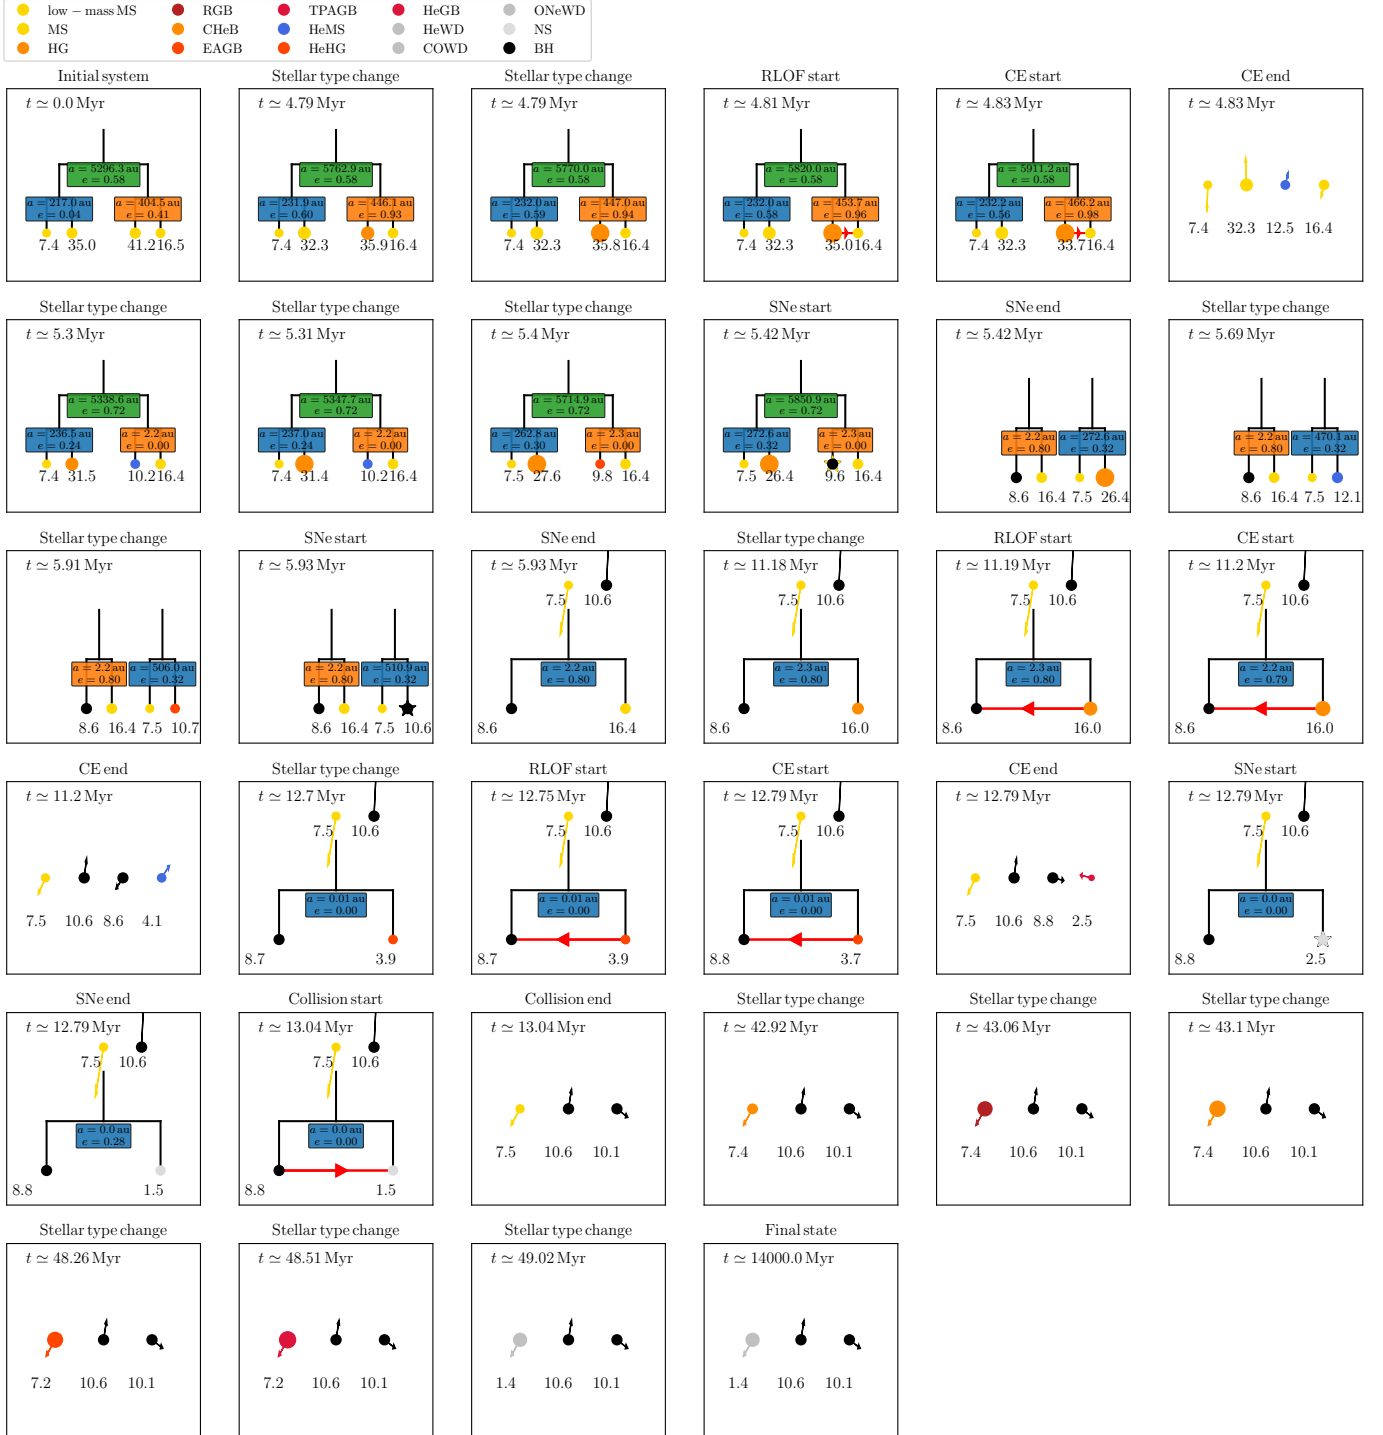 low − mass MS RGB TPAGB HeGB ONeWD
MS CHeB HeMS HeWD NS
HG EAGB HeHG COWD BH
Initial system Stellar type change Stellar type change RLOF start CE start CE end
t ≃ 0.0 Myr t ≃ 4.79 Myr t ≃ 4.79 Myr t ≃ 4.81 Myr t ≃ 4.83 Myr t ≃ 4.83 Myr
a = 5296.3 au a = 5762.9 au a = 5770.0 au a = 5820.0 au a = 5911.2 au
e = 0.58 e = 0.58 e = 0.58 e = 0.58 e = 0.58
a = 217.0 au a = 404.5 au a = 231.9 au a = 446.1 au a = 232.0 au a = 447.0 au a = 232.0 au a = 453.7 au a = 232.2 au a = 466.2 au
e = 0.04 e = 0.41 e = 0.60 e = 0.93 e = 0.59 e = 0.94 e = 0.58 e = 0.96 e = 0.56 e = 0.98
7.4 35.0 41.2 16.5 7.4 32.3 35.9 16.4 7.4 32.3 35.8 16.4 7.4 32.3 35.0 16.4 7.4 32.3 33.7 16.4 7.4 32.3 12.5 16.4
Stellar type change Stellar type change Stellar type change SNe start SNe end Stellar type change
t ≃ 5.3 Myr t ≃ 5.31 Myr t ≃ 5.4 Myr t ≃ 5.42 Myr t ≃ 5.42 Myr t ≃ 5.69 Myr
a = 5338.6 au a = 5347.7 au a = 5714.9 au a = 5850.9 au
e = 0.72 e = 0.72 e = 0.72 e = 0.72
a = 236.5 au a = 2.2 au a = 237.0 au a = 2.2 au a = 262.8 au a = 2.3 au a = 272.6 au a = 2.3 au a = 2.2 au a = 272.6 au a = 2.2 au a = 470.1 au
e = 0.24 e = 0.00 e = 0.24 e = 0.00 e = 0.30 e = 0.00 e = 0.32 e = 0.00 e = 0.80 e = 0.32 e = 0.80 e = 0.32
7.4 31.5 10.2 16.4 7.4 31.4 10.2 16.4 7.5 27.6 9.8 16.4 7.5 26.4 9.6 16.4 8.6 16.4 7.5 26.4 8.6 16.4 7.5 12.1
Stellar type change SNe start SNe end Stellar type change RLOF start CE start
t ≃ 5.91 Myr t ≃ 5.93 Myr t ≃ 5.93 Myr t ≃ 11.18 Myr t ≃ 11.19 Myr t ≃ 11.2 Myr
7.5 10.6 7.5 10.6 7.5 10.6 7.5 10.6
a = 2.2 au a = 506.0 au a = 2.2 au a = 510.9 au a = 2.2 au a = 2.3 au a = 2.3 au a = 2.2 au
e = 0.80 e = 0.32 e = 0.80 e = 0.32 e = 0.80 e = 0.80 e = 0.80 e = 0.79
8.6 16.4 7.5 10.7 8.6 16.4 7.5 10.6 8.6 16.4 8.6 16.0 8.6 16.0 8.6 16.0
CE end Stellar type change RLOF start CE start CE end SNe start
t ≃ 11.2 Myr t ≃ 12.7 Myr t ≃ 12.75 Myr t ≃ 12.79 Myr t ≃ 12.79 Myr t ≃ 12.79 Myr
7.5 10.6 7.5 10.6 7.5 10.6 7.5 10.6
a = 0.01 au a = 0.01 au a = 0.01 au a = 0.0 au
e = 0.00 e = 0.00 e = 0.00 e = 0.00
7.5 10.6 8.6 4.1 7.5 10.6 8.8 2.5
8.7 3.9 8.7 3.9 8.8 3.7 8.8 2.5
SNe end Collision start Collision end Stellar type change Stellar type change Stellar type change
t ≃ 12.79 Myr t ≃ 13.04 Myr t ≃ 13.04 Myr t ≃ 42.92 Myr t ≃ 43.06 Myr t ≃ 43.1 Myr
7.5 10.6 7.5 10.6
a = 0.0 au a = 0.0 au
e = 0.28 e = 0.00
7.5 10.6 10.1 7.4 10.6 10.1 7.4 10.6 10.1 7.4 10.6 10.1
8.8 1.5 8.8 1.5
Stellar type change Stellar type change Stellar type change Final state
t ≃ 48.26 Myr t ≃ 48.51 Myr t ≃ 49.02 Myr t ≃ 14000.0 Myr
7.2 10.6 10.1 7.2 10.6 10.1 1.4 10.6 10.1 1.4 10.6 10.1